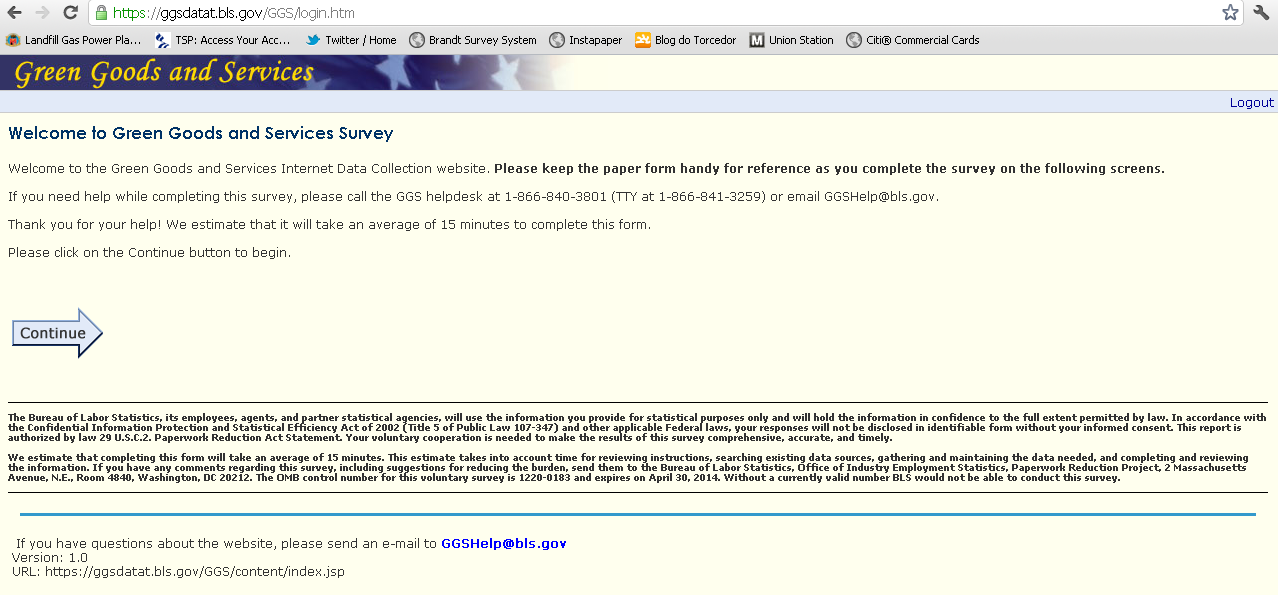 https://ggsdatat.bls.gov/GGS/login.htm
Landfill Gas Power Pla... TSP: Access Your Acc... Twitter / Home Brandt Survey System Instapaper Blog do Torcedor M Union Station Citi® Commercial Cards
Green Goods and Services
Logout
Welcome to Green Goods and Services Survey
Welcome to the Green Goods and Services Internet Data Collection website. Please keep the paper form handy for reference as you complete the survey on the following screens.
If you need help while completing this survey, please call the GGS helpdesk at 1-866-840-3801 (TTY at 1-866-841-3259) or email GGSHelp@bls.gov.
Thank you for your help! We estimate that it will take an average of 15 minutes to complete this form.
Please click on the Continue button to begin.
Continue
The Bureau of Labor Statistics, its employees, agents, and partner statistical agencies, will use the information you provide for statistical purposes only and will hold the information in confidence to the full extent permitted by law. In accordance with
the Confidential Information Protection and Statistical Efficiency Act of 2002 (Title 5 of Public Law 107-347) and other applicable Federal laws, your responses will not be disclosed in identifiable form without your informed consent. This report is
authorized by law 29 U.S.C.2. Paperwork Reduction Act Statement. Your voluntary cooperation is needed to make the results of this survey comprehensive, accurate, and timely.
We estimate that completing this form will take an average of 15 minutes. This estimate takes into account time for reviewing instructions, searching existing data sources, gathering and maintaining the data needed, and completing and reviewing
the information. If you have any comments regarding this survey, including suggestions for reducing the burden, send them to the Bureau of Labor Statistics, Office of Industry Employment Statistics, Paperwork Reduction Project, 2 Massachusetts
Avenue, N.E., Room 4840, Washington, DC 20212. The OMB control number for this voluntary survey is 1220-0183 and expires on April 30, 2014. Without a currently valid number BLS would not be able to conduct this survey.
If you have questions about the website, please send an e-mail to GGSHelp@bls.gov
Version: 1.0
URL: https://ggsdatat.bls.gov/GGS/content/index.jsp